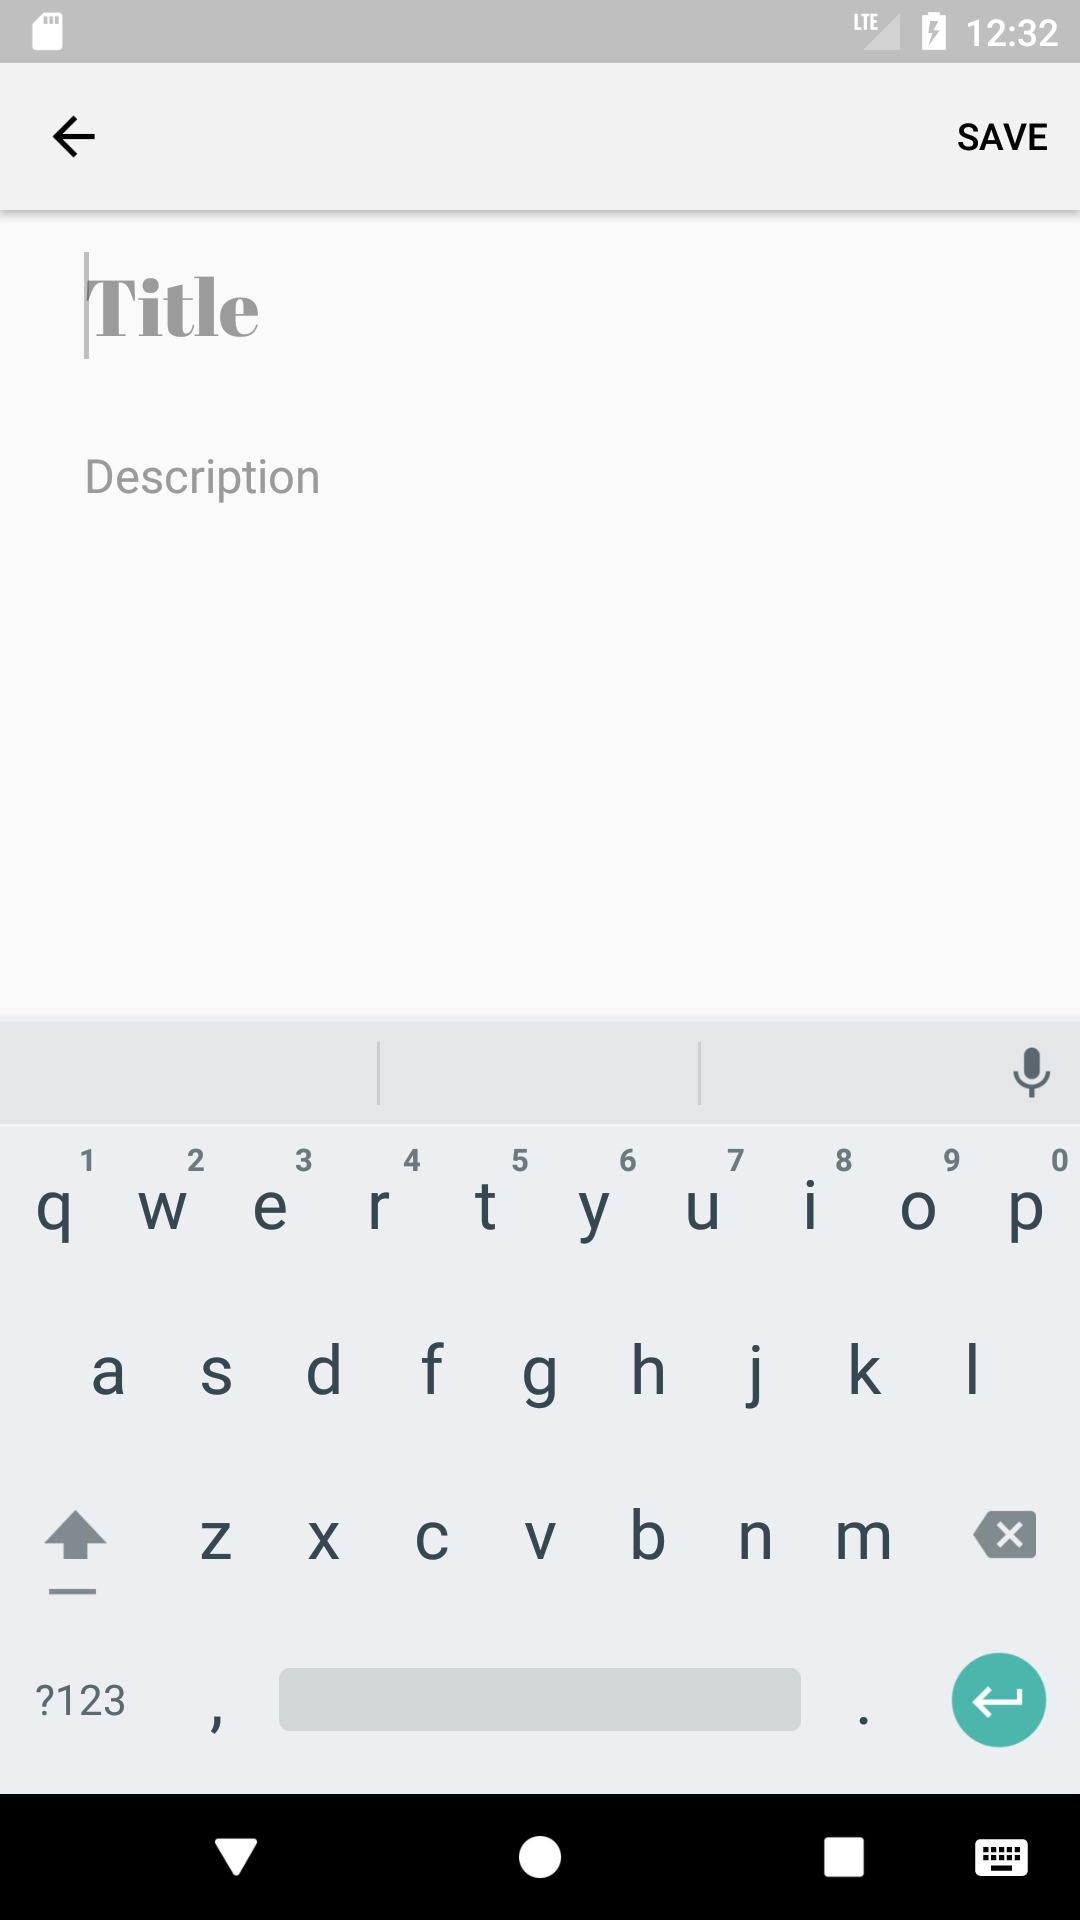 LTE 12:32
SAVE
Title
Description
1 2 3 4 5 6 7 8 9 0
q w e r t y u i o p
a s d f g h j k l
z x c v b n m
?123 , .